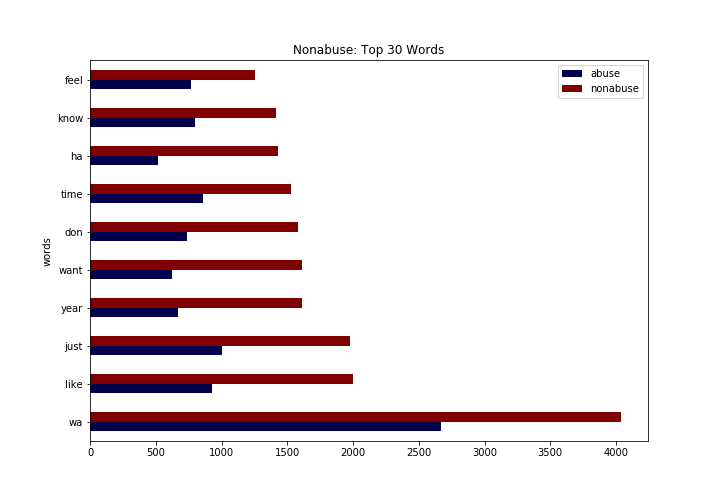 Nonabuse: Top 30 Words
abuse
nonabuse
words
feel
know
ha
time
don
want
year
just
like
wa
0 500 1000 1500 2000 2500 3000 3500 4000